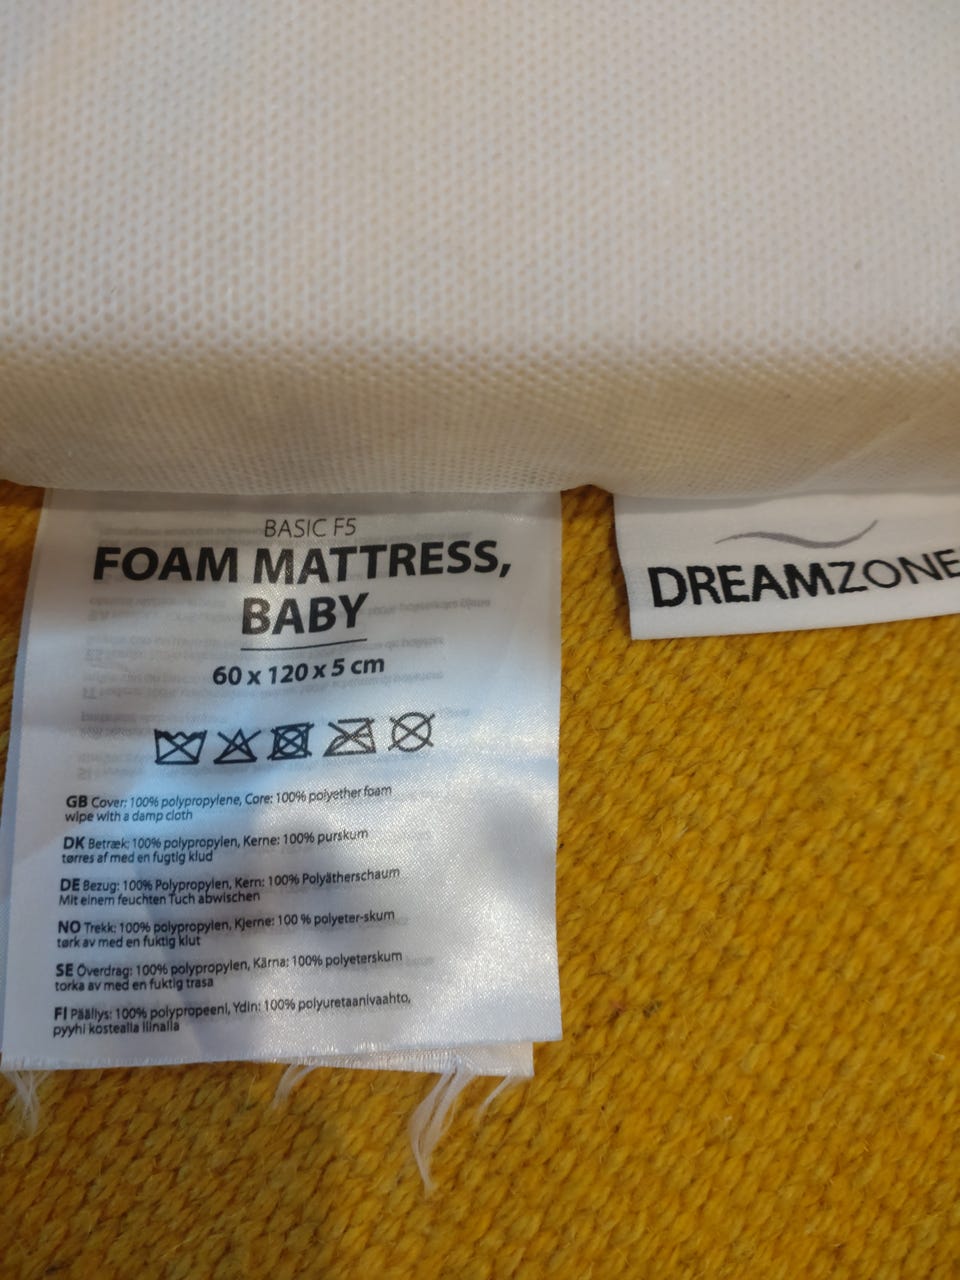 BASIC F5
FOAM MATTRESS,
BABY
60 x 120 x 5 cm
GB Cover: 100% polypropylene, Core: 100% polyether foam
wipe with a damp cloth
DK Betræk: 100% polypropylen, Kerne: 100% purskum
tørres af med en fugtig klud
DE Bezug: 100% Polypropylen, Kern: 100% Polyätherschaum
Mit einem feuchten Tuch abwischen
NO Trekk: 100% polypropylen, Kjerne: 100 % polyeter-skum
tørk av med en fuktig klut
SE Överdrag: 100% polypropylen, Kärna: 100% polyeterskum
torka av med en fuktig trasa
FI Päällys: 100% polypropeeni, Ydin: 100% polyuretaanivaahto,
pyyhi kostealla liinalla
DREAMZONE